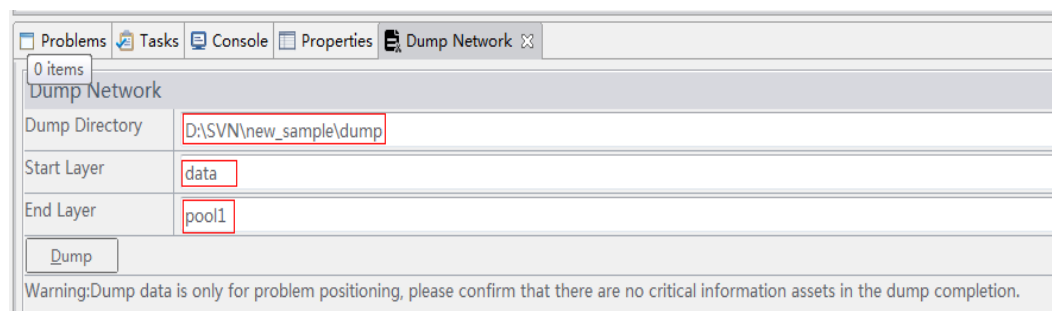 Problems Tasks Console Properties Dump Network
0 items
Dump Network
Dump Directory D:\SVN\new_sample\dump
Start Layer data
End Layer pool1
Dump
Warning:Dump data is only for problem positioning, please confirm that there are no critical information assets in the dump completion.